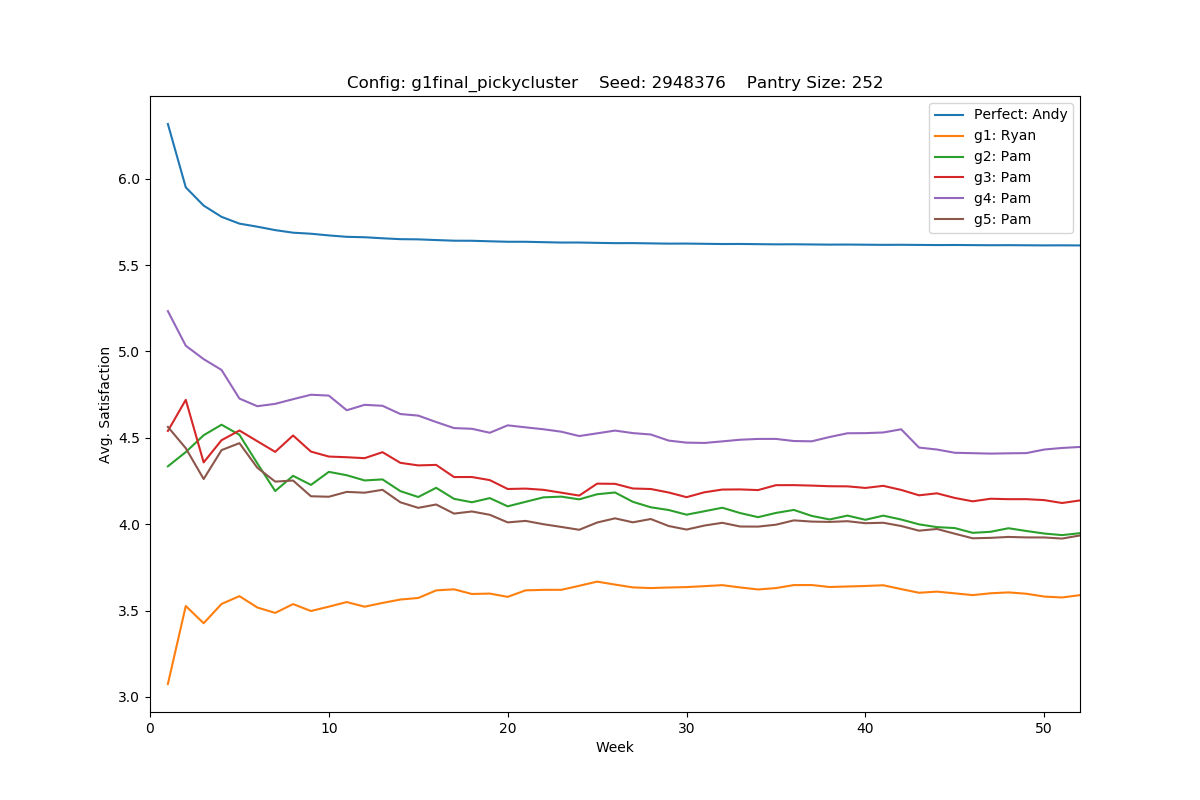 Config: g1final_pickycluster    Seed: 2948376    Pantry Size: 252
Perfect: Andy
g1: Ryan
g2: Pam
g3: Pam
g4: Pam
g5: Pam
Avg. Satisfaction
6.0
5.5
5.0
4.5
4.0
3.5
3.0
0 10 20 30 40 50
Week